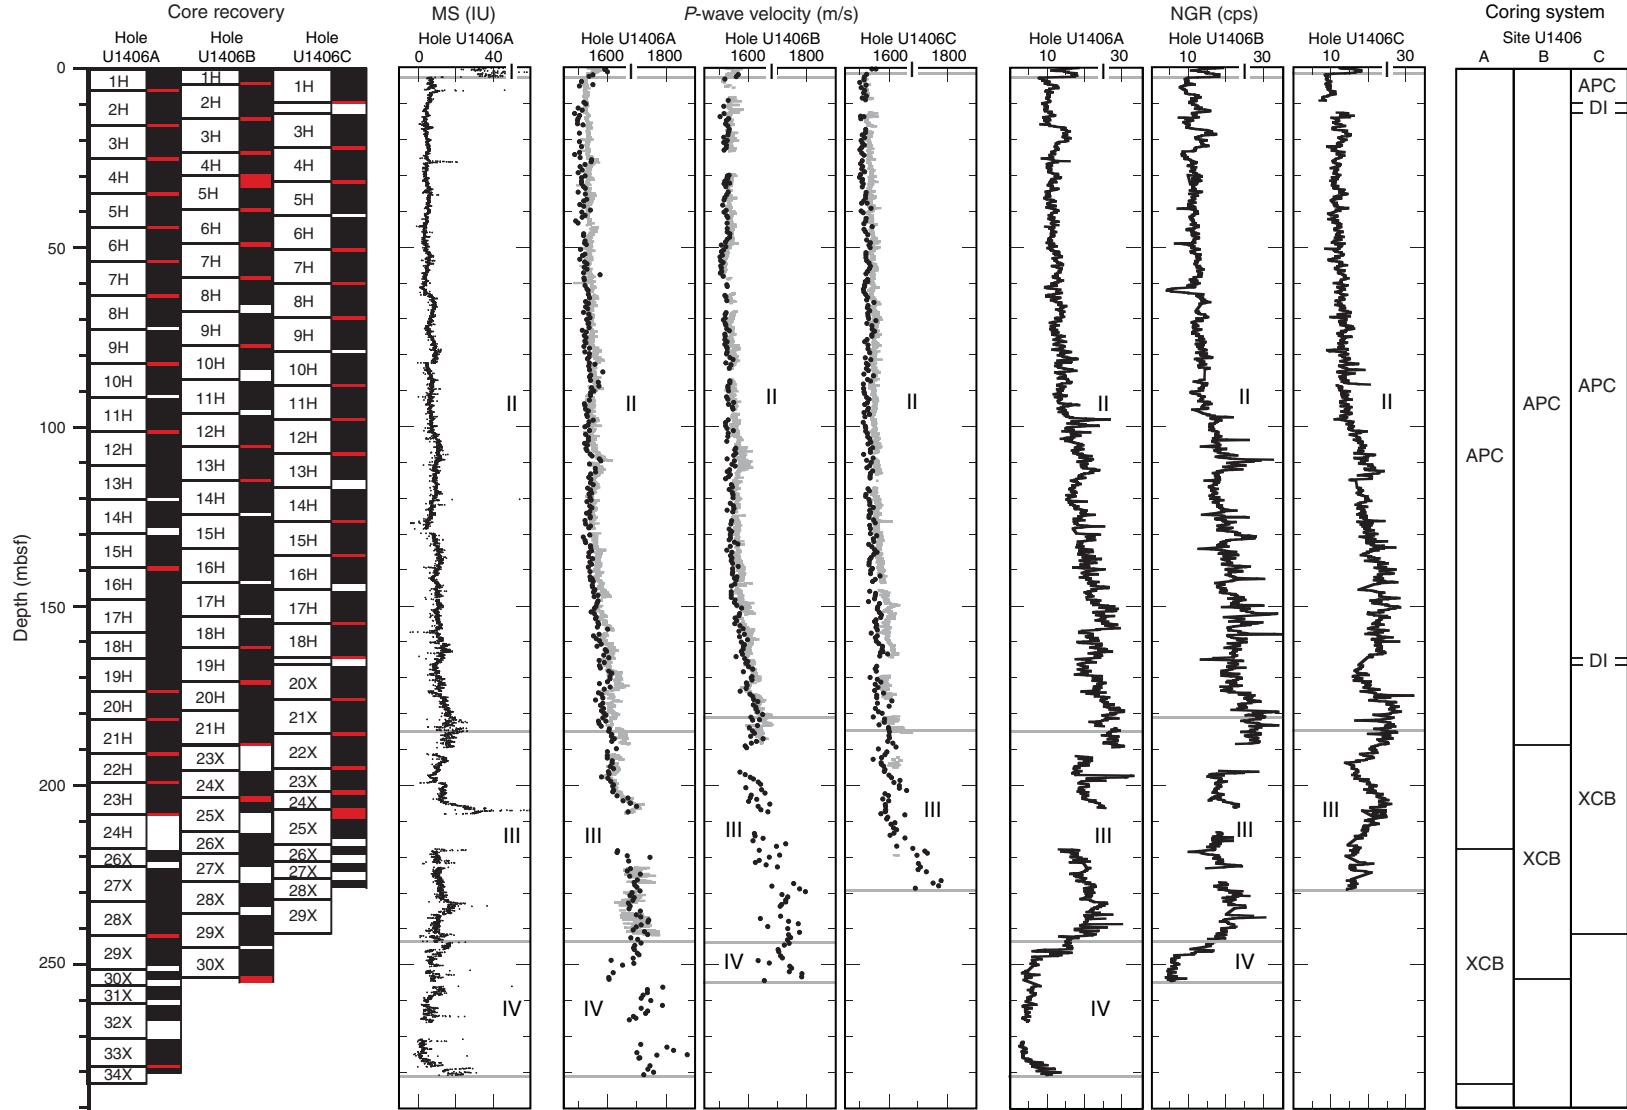 Core recovery
MS (IU)
P-wave velocity (m/s)
NGR (cps)
Coring system
Hole U1406A
Hole U1406B
Hole U1406C
Hole U1406A
Hole U1406A
Hole U1406B
Hole U1406C
Hole U1406A
Hole U1406B
Hole U1406C
Site U1406
0 40
1600 1800
1600 1800
1600 1800
10 30
10 30
10 30
A B C
Depth (mbsf)
0
50
100
150
200
250
1H
2H
3H
4H
5H
6H
7H
8H
9H
10H
11H
12H
13H
14H
15H
16H
17H
18H
19H
20H
21H
22H
23H
24H
26X
27X
28X
29X
30X
31X
32X
33X
34X
1H
2H
3H
4H
5H
6H
7H
8H
9H
10H
11H
12H
13H
14H
15H
16H
17H
18H
19H
20H
21H
23X
24X
25X
26X
27X
28X
29X
30X
1H
3H
4H
5H
6H
7H
8H
9H
10H
11H
12H
13H
14H
15H
16H
17H
18H
20X
21X
22X
23X
24X
25X
26X
27X
28X
29X
I
II
III
IV
I
II
III
IV
I
II
III
IV
I
II
III
I
II
III
IV
I
II
III
IV
I
II
III
APC
XCB
APC
XCB
APC
DI
APC
DI
XCB